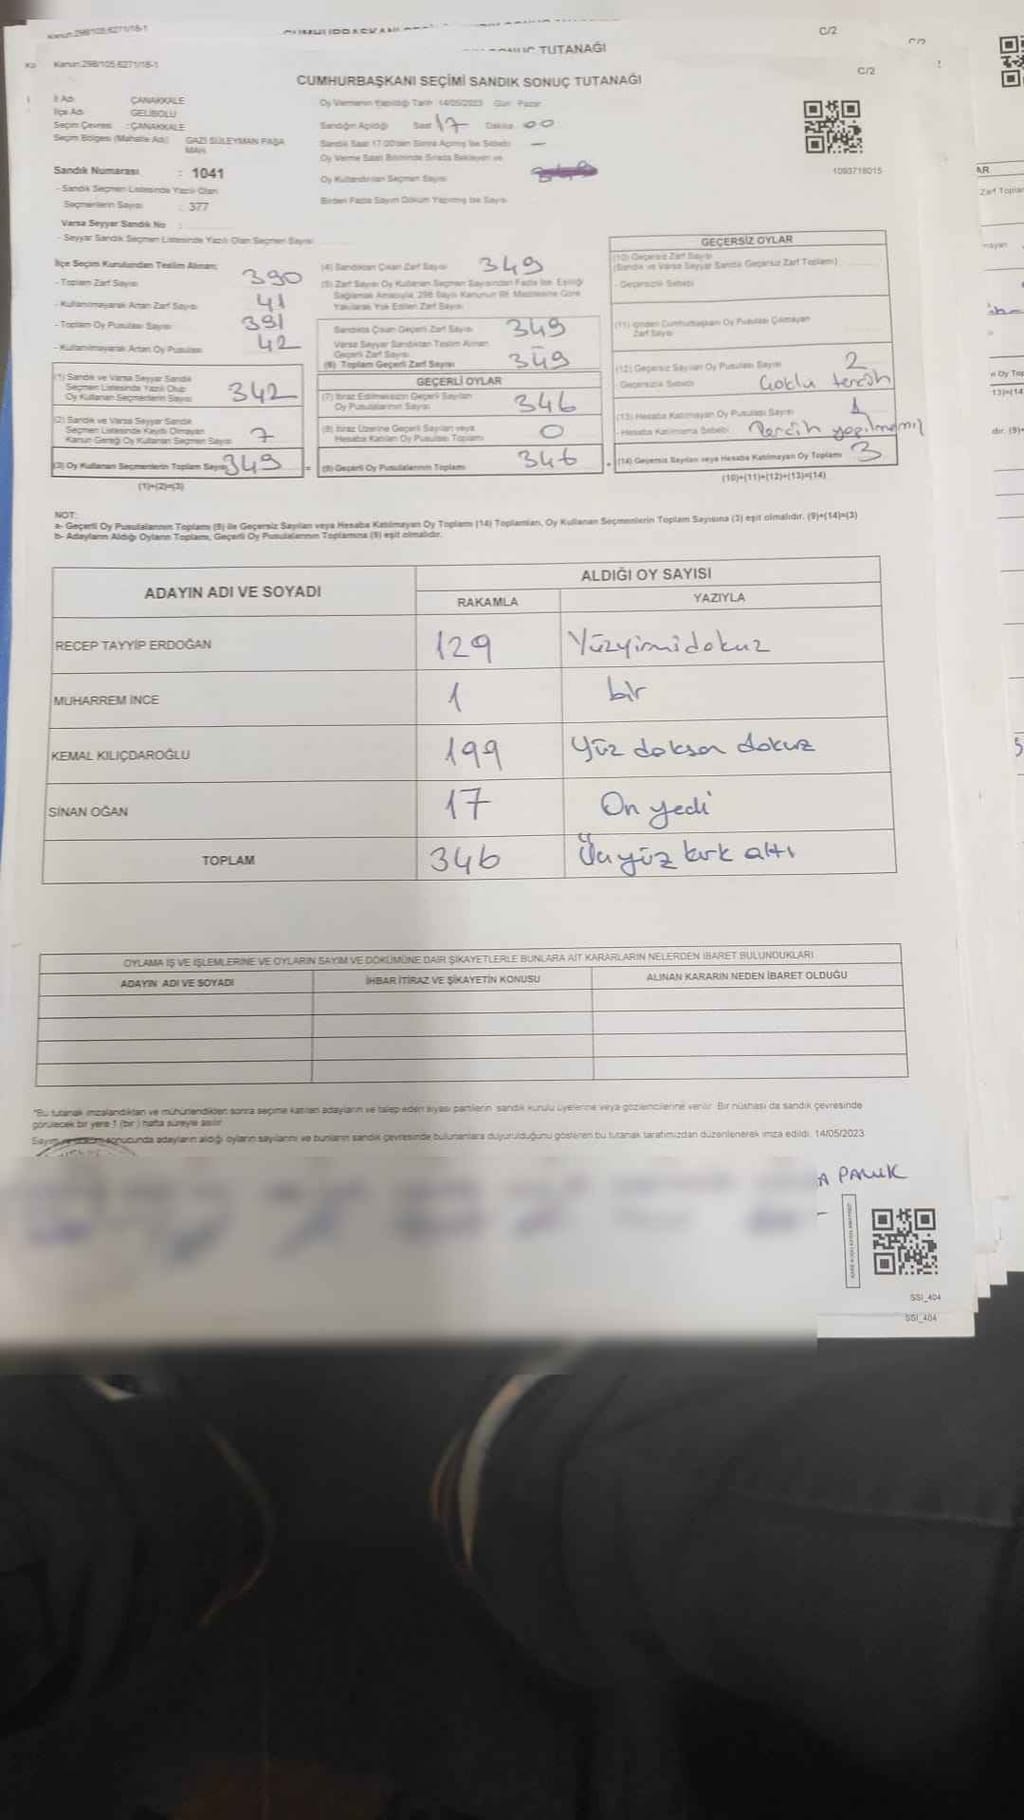 Kanun:298/105;6271/18-1
TUTANAĞI
C/2
Kanun:298/105;6271/18-1
CUMHURBAŞKANI SEÇİMİ SANDIK SONUÇ TUTANAĞI
C/2
İl Adı : ÇANAKKALE
İlçe Adı : GELİBOLU
Seçim Çevresi : ÇANAKKALE
Seçim Bölgesi (Mahalle Adı) GAZİ SÜLEYMAN PAŞA MAH.
Sandık Numarası : 1041
- Sandık Seçmen Listesinde Yazılı Olan
Seçmenlerin Sayısı : 377
Varsa Seyyar Sandık No
- Seyyar Sandık Seçmen Listesinde Yazılı Olan Seçmen Sayısı
Oy Vermenin Yapıldığı Tarih 14/05/2023 Gün Pazar
Sandığın Açıldığı Saat 17 Dakika 00
Sandık Saat 17:00'den Sonra Açılmış İse Sebebi —
Oy Verme Saati Bitiminde Sırada Bekleyen ve
Oy Kullandırılan Seçmen Sayısı
Birden Fazla Sayım Döküm Yapılmış İse Sayısı
1093718015
İlçe Seçim Kurulundan Teslim Alınan;
- Toplam Zarf Sayısı 390
- Kullanılmayarak Artan Zarf Sayısı 41
- Toplam Oy Pusulası Sayısı 391
- Kullanılmayarak Artan Oy Pusulası 42
(1) Sandık ve Varsa Seyyar Sandık
Seçmen Listesinde Yazılı Olup
Oy Kullanan Seçmenlerin Sayısı 342
(2) Sandık ve Varsa Seyyar Sandık
Seçmen Listesinde Kayıtlı Olmayan
Kanun Gereği Oy Kullanan Seçmen Sayısı 7
(3) Oy Kullanan Seçmenlerin Toplam Sayısı 349
(1)+(2)=(3)
(4) Sandıktan Çıkan Zarf Sayısı 349
(5) Zarf Sayısı Oy Kullanan Seçmen Sayısından Fazla İse, Eşitliği
Sağlamak Amacıyla, 298 Sayılı Kanunun 98. Maddesine Göre
Yakılarak Yok Edilen Zarf Sayısı
Sandıkta Çıkan Geçerli Zarf Sayısı 349
Varsa Seyyar Sandıktan Teslim Alınan
Geçerli Zarf Sayısı —
(6) Toplam Geçerli Zarf Sayısı 349
GEÇERLİ OYLAR
(7) İtiraz Edilmeksizin Geçerli Sayılan
Oy Pusulalarının Sayısı 346
(8) İtiraz Üzerine Geçerli Sayılan veya
Hesaba Katılan Oy Pusulası Toplamı 0
(9) Geçerli Oy Pusulalarının Toplamı 346
GEÇERSİZ OYLAR
(10) Geçersiz Zarf Sayısı
(Sandık ve Varsa Seyyar Sandık Geçersiz Zarf Toplamı)
- Geçersizlik Sebebi
(11) İçinden Cumhurbaşkanı Oy Pusulası Çıkmayan
Zarf Sayısı
(12) Geçersiz Sayılan Oy Pusulası Sayısı 2
Geçersizlik Sebebi Çoklu tercih
(13) Hesaba Katılmayan Oy Pusulası Sayısı 1
- Hesaba Katılmama Sebebi Tercih yapılmamış
(14) Geçersiz Sayılan veya Hesaba Katılmayan Oy Toplamı 3
(10)+(11)+(12)+(13)=(14)
NOT:
a- Geçerli Oy Pusulalarının Toplamı (9) ile Geçersiz Sayılan veya Hesaba Katılmayan Oy Toplamı (14) Toplamları, Oy Kullanan Seçmenlerin Toplam Sayısına (3) eşit olmalıdır. (9)+(14)=(3)
b- Adayların Aldığı Oyların Toplamı, Geçerli Oy Pusulalarının Toplamına (9) eşit olmalıdır.
ADAYIN ADI VE SOYADI
ALDIĞI OY SAYISI
RAKAMLA YAZIYLA
RECEP TAYYİP ERDOĞAN 129 Yüzyirmidokuz
MUHARREM İNCE 1 bir
KEMAL KILIÇDAROĞLU 199 Yüz doksan dokuz
SİNAN OĞAN 17 On yedi
TOPLAM 346 Üçyüz kırk altı
OYLAMA İŞ VE İŞLEMLERİNE VE OYLARIN SAYIM VE DÖKÜMÜNE DAİR ŞİKAYETLERLE BUNLARA AİT KARARLARIN NELERDEN İBARET BULUNDUKLARI
ADAYIN ADI VE SOYADI İHBAR İTİRAZ VE ŞİKAYETİN KONUSU ALINAN KARARIN NEDEN İBARET OLDUĞU
*Bu tutanak imzalandıktan ve mühürlendikten sonra seçime katılan adayların ve talep eden siyasi partilerin sandık kurulu üyelerine veya gözlemcilerine verilir. Bir nüshası da sandık çevresinde
görülecek bir yere 1 (bir) hafta süreyle asılır.
Sayım ve döküm sonucunda adayların aldığı oyların sayılarını ve bunların sandık çevresinde bulunanlara duyurulduğunu gösteren bu tutanak tarafımızdan düzenlenerek imza edildi. 14/05/2023
SSI_404
SSI_404